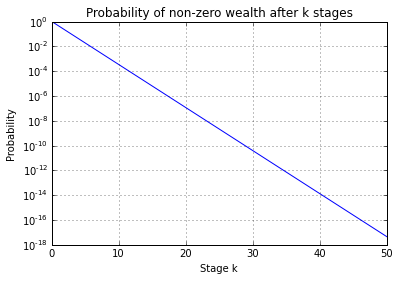 Probability of non-zero wealth after k stages
Probability
10^0
10^-2
10^-4
10^-6
10^-8
10^-10
10^-12
10^-14
10^-16
10^-18
0 10 20 30 40 50
Stage k